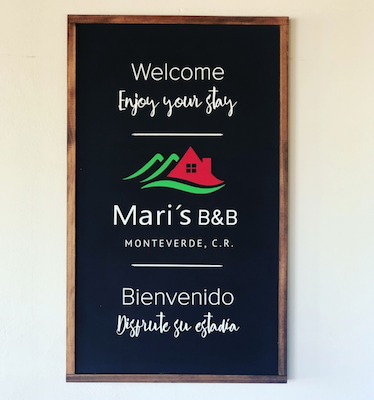 Welcome
Enjoy your stay
Mari´s B&B
MONTEVERDE, C.R.
Bienvenido
Disfrute su estadía